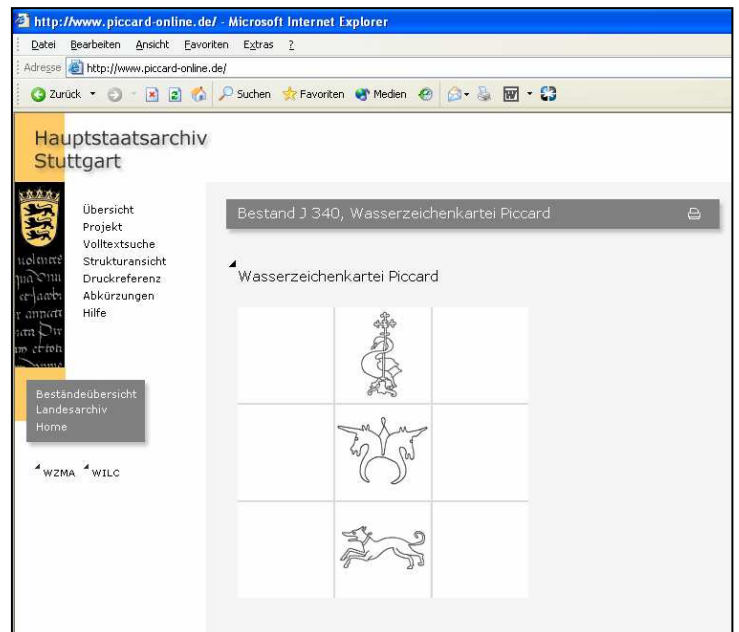 http://www.piccard-online.de/ - Microsoft Internet Explorer
Datei Bearbeiten Ansicht Favoriten Extras ?
Adresse http://www.piccard-online.de/
Zurück Suchen Favoriten Medien
Hauptstaatsarchiv
Stuttgart
Übersicht
Projekt
Volltextsuche
Strukturansicht
Druckreferenz
Abkürzungen
Hilfe
Beständeübersicht
Landesarchiv
Home
WZMA WILC
Bestand J 340, Wasserzeichenkartei Piccard
Wasserzeichenkartei Piccard